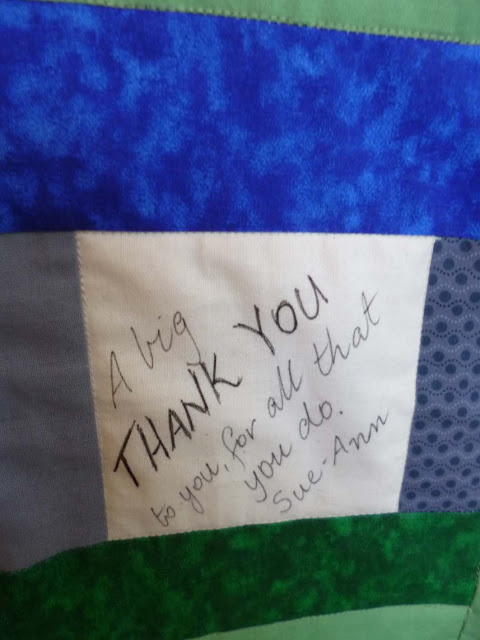 A big
THANK YOU
to you, for all that
you do.
Sue-Ann